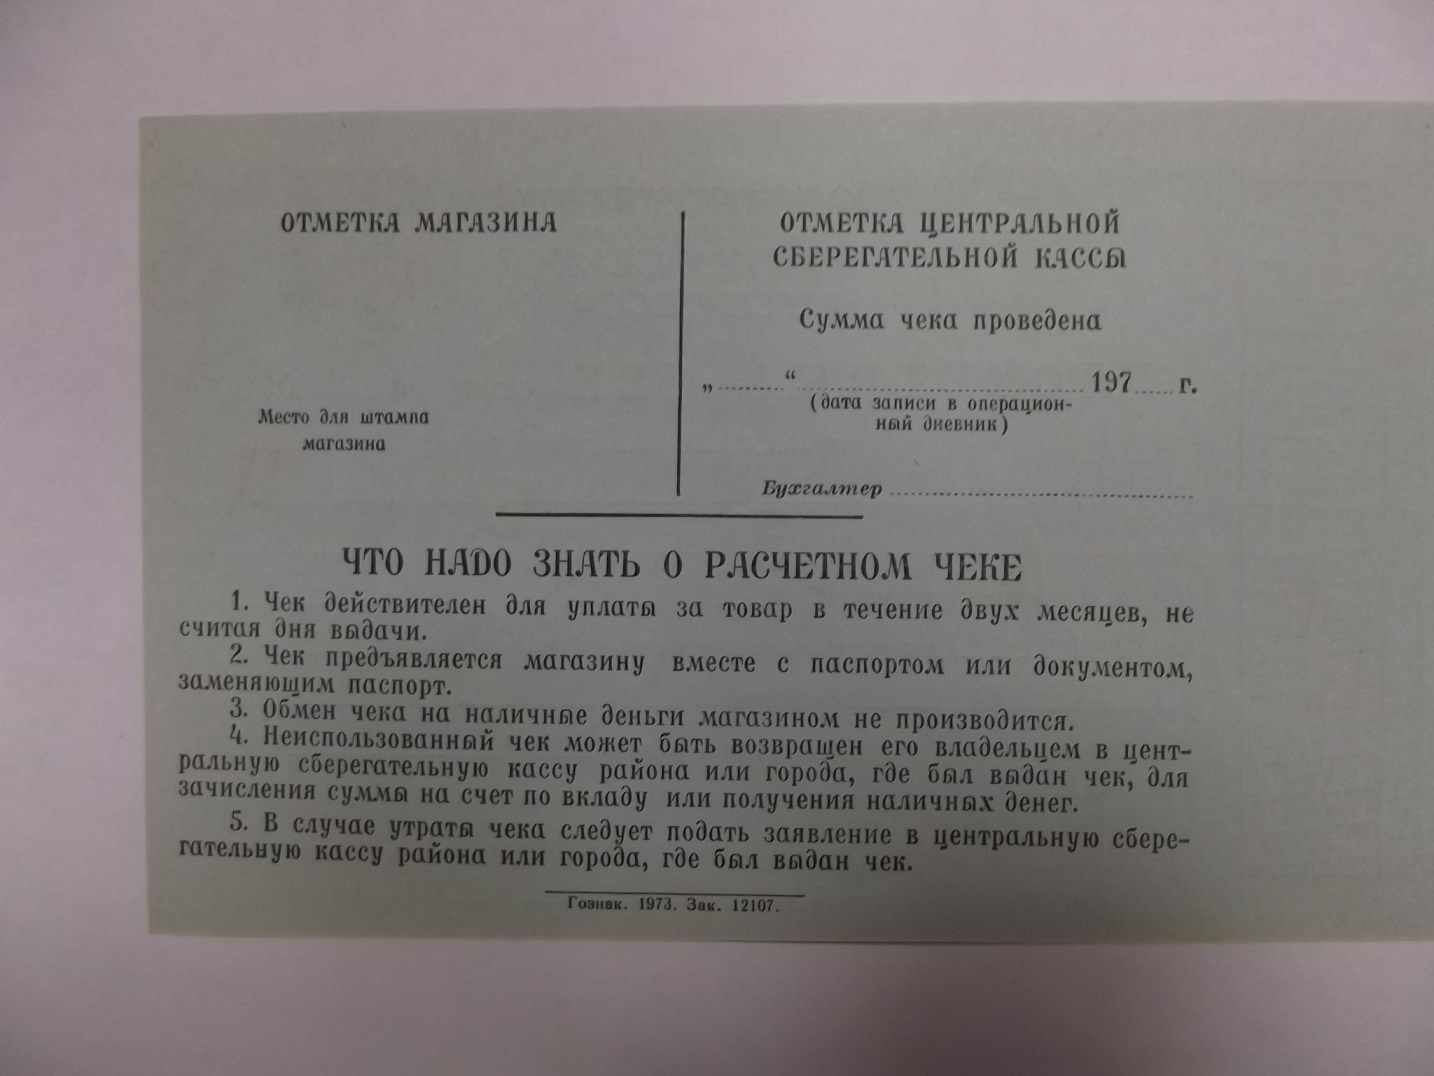 ОТМЕТКА МАГАЗИНА
Место для штампа
магазина
ОТМЕТКА ЦЕНТРАЛЬНОЙ
СБЕРЕГАТЕЛЬНОЙ КАССЫ
Сумма чека проведена
„.........“ ........................................ 197..... г.
(дата записи в операцион-
ный дневник)
Бухгалтер ........................................
ЧТО НАДО ЗНАТЬ О РАСЧЕТНОМ ЧЕКЕ
1. Чек действителен для уплаты за товар в течение двух месяцев, не
считая дня выдачи.
2. Чек предъявляется магазину вместе с паспортом или документом,
заменяющим паспорт.
3. Обмен чека на наличные деньги магазином не производится.
4. Неиспользованный чек может быть возвращен его владельцем в цент-
ральную сберегательную кассу района или города, где был выдан чек, для
зачисления суммы на счет по вкладу или получения наличных денег.
5. В случае утраты чека следует подать заявление в центральную сбере-
гательную кассу района или города, где был выдан чек.
Гознак. 1973. Зак. 12107.